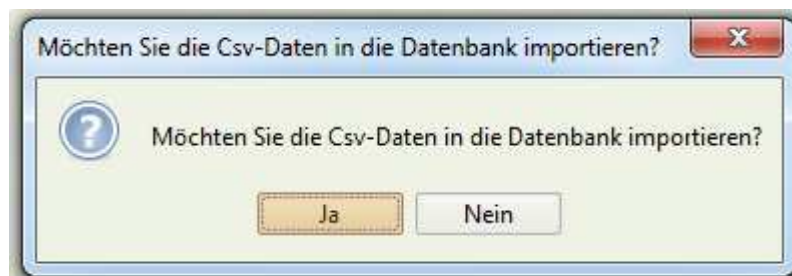 Möchten Sie die Csv-Daten in die Datenbank importieren?
Möchten Sie die Csv-Daten in die Datenbank importieren?
Ja
Nein